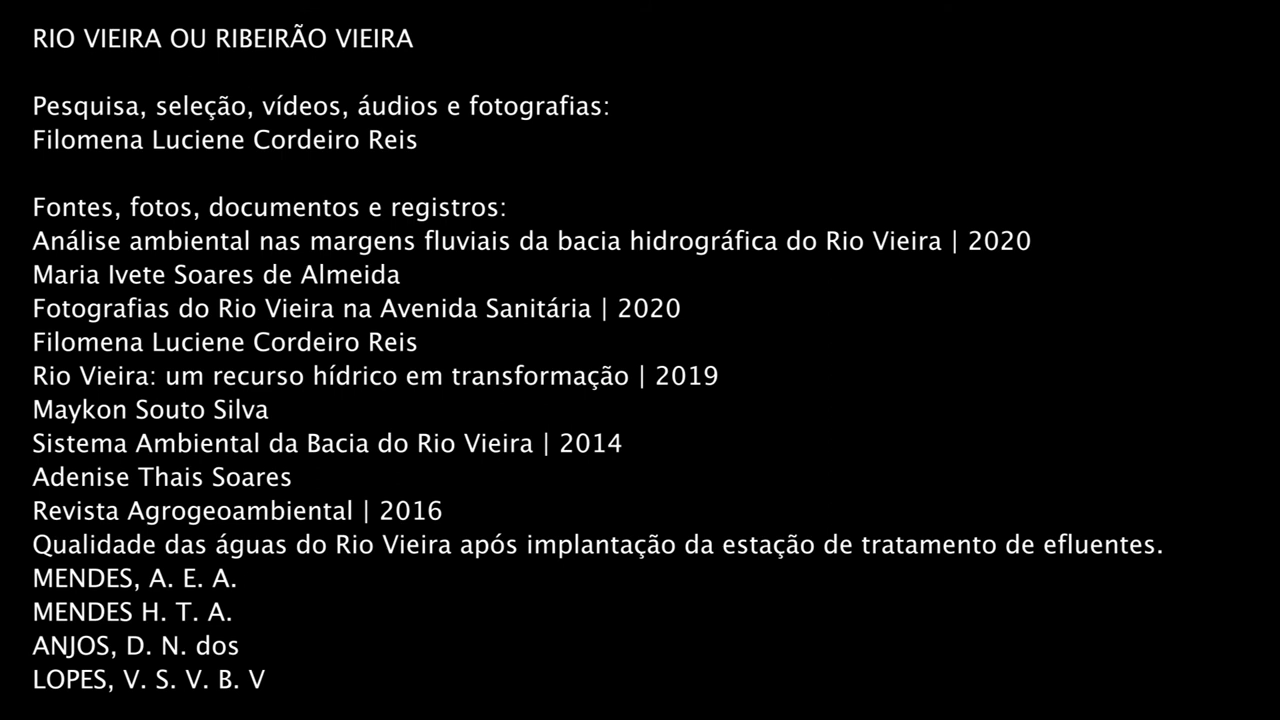 RIO VIEIRA OU RIBEIRÃO VIEIRA
Pesquisa, seleção, vídeos, áudios e fotografias:
Filomena Luciene Cordeiro Reis
Fontes, fotos, documentos e registros:
Análise ambiental nas margens fluviais da bacia hidrográfica do Rio Vieira | 2020
Maria Ivete Soares de Almeida
Fotografias do Rio Vieira na Avenida Sanitária | 2020
Filomena Luciene Cordeiro Reis
Rio Vieira: um recurso hídrico em transformação | 2019
Maykon Souto Silva
Sistema Ambiental da Bacia do Rio Vieira | 2014
Adenise Thais Soares
Revista Agrogeoambiental | 2016
Qualidade das águas do Rio Vieira após implantação da estação de tratamento de efluentes.
MENDES, A. E. A.
MENDES H. T. A.
ANJOS, D. N. dos
LOPES, V. S. V. B. V